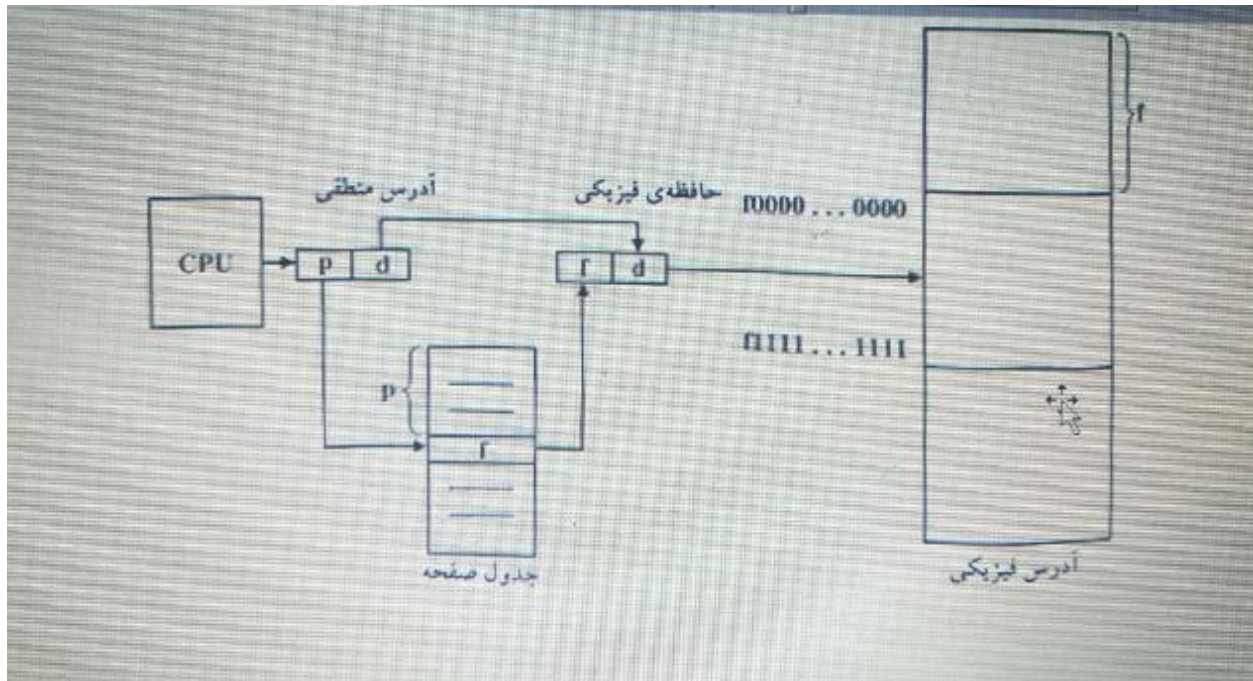 f
آدرس منطقی
حافظه‌ی فیزیکی
f0000 . . . 0000
CPU
p d
f d
f1111 . . . 1111
p
f
جدول صفحه
آدرس فیزیکی